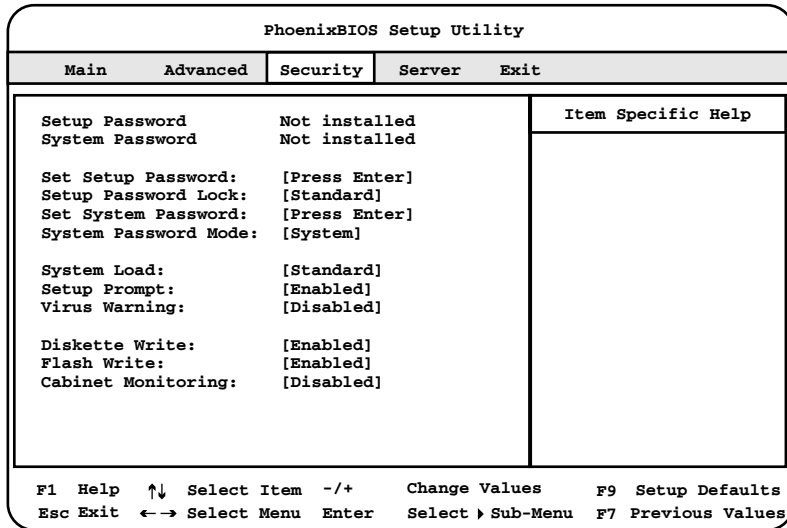 PhoenixBIOS Setup Utility
Main Advanced Security Server Exit
Item Specific Help
Setup Password Not installed
System Password Not installed
Set Setup Password: [Press Enter]
Setup Password Lock: [Standard]
Set System Password: [Press Enter]
System Password Mode: [System]
System Load: [Standard]
Setup Prompt: [Enabled]
Virus Warning: [Disabled]
Diskette Write: [Enabled]
Flash Write: [Enabled]
Cabinet Monitoring: [Disabled]
F1 Help ↑↓ Select Item -/+ Change Values F9 Setup Defaults
Esc Exit ←→ Select Menu Enter Select ▶ Sub-Menu F7 Previous Values